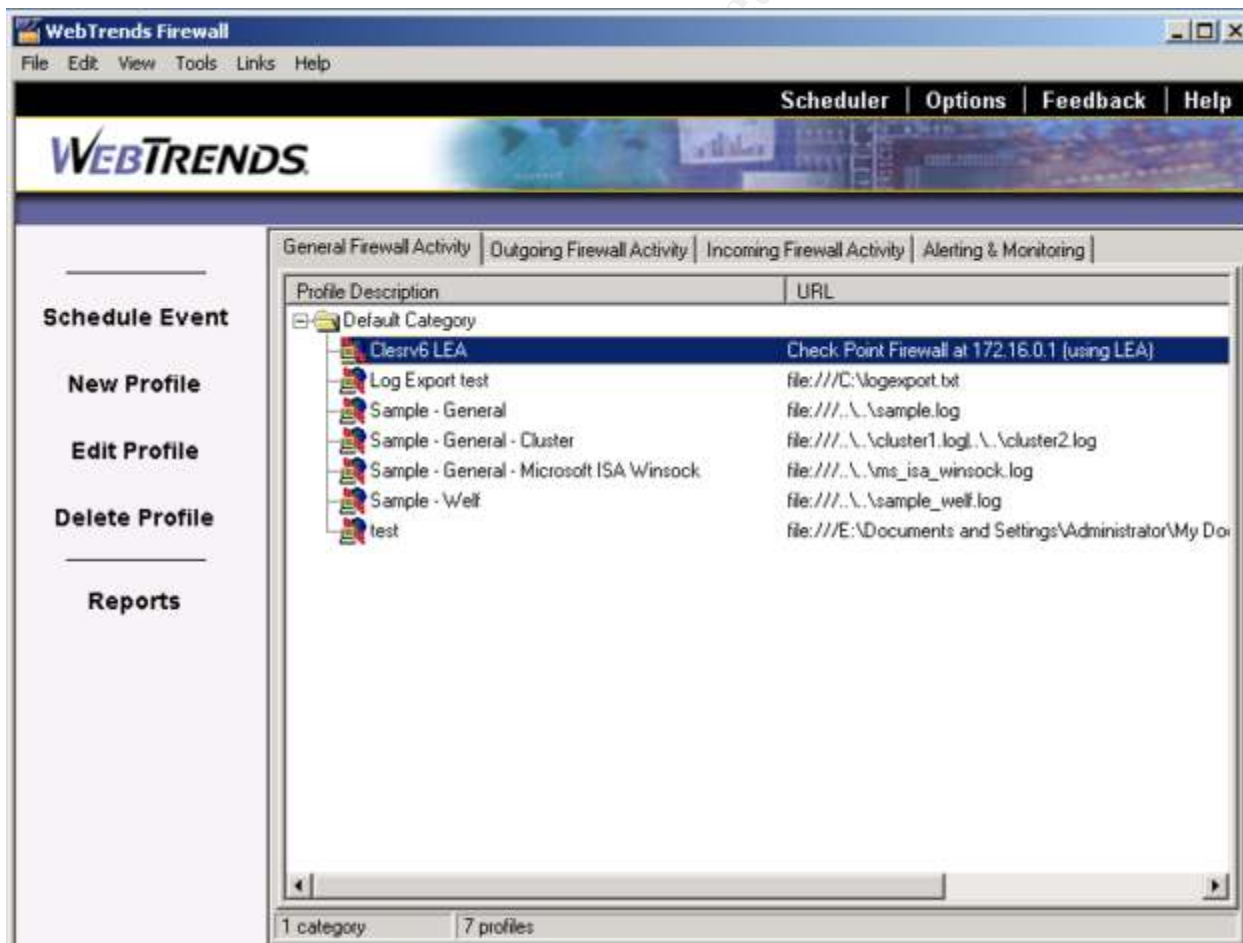 WebTrends Firewall
File Edit View Tools Links Help
Scheduler | Options | Feedback | Help
WEBTRENDS
General Firewall Activity Outgoing Firewall Activity Incoming Firewall Activity Alerting & Monitoring
Profile Description URL
Default Category
Clesrv6 LEA Check Point Firewall at 172.16.0.1 (using LEA)
Log Export test file:///C:\logexport.txt
Sample - General file:///..\..\sample.log
Sample - General - Cluster file:///..\..\cluster1.log|..\..\cluster2.log
Sample - General - Microsoft ISA Winsock file:///..\..\ms_isa_winsock.log
Sample - Welf file:///..\..\sample_welf.log
test file:///E:\Documents and Settings\Administrator\My Do
Schedule Event
New Profile
Edit Profile
Delete Profile
Reports
1 category 7 profiles